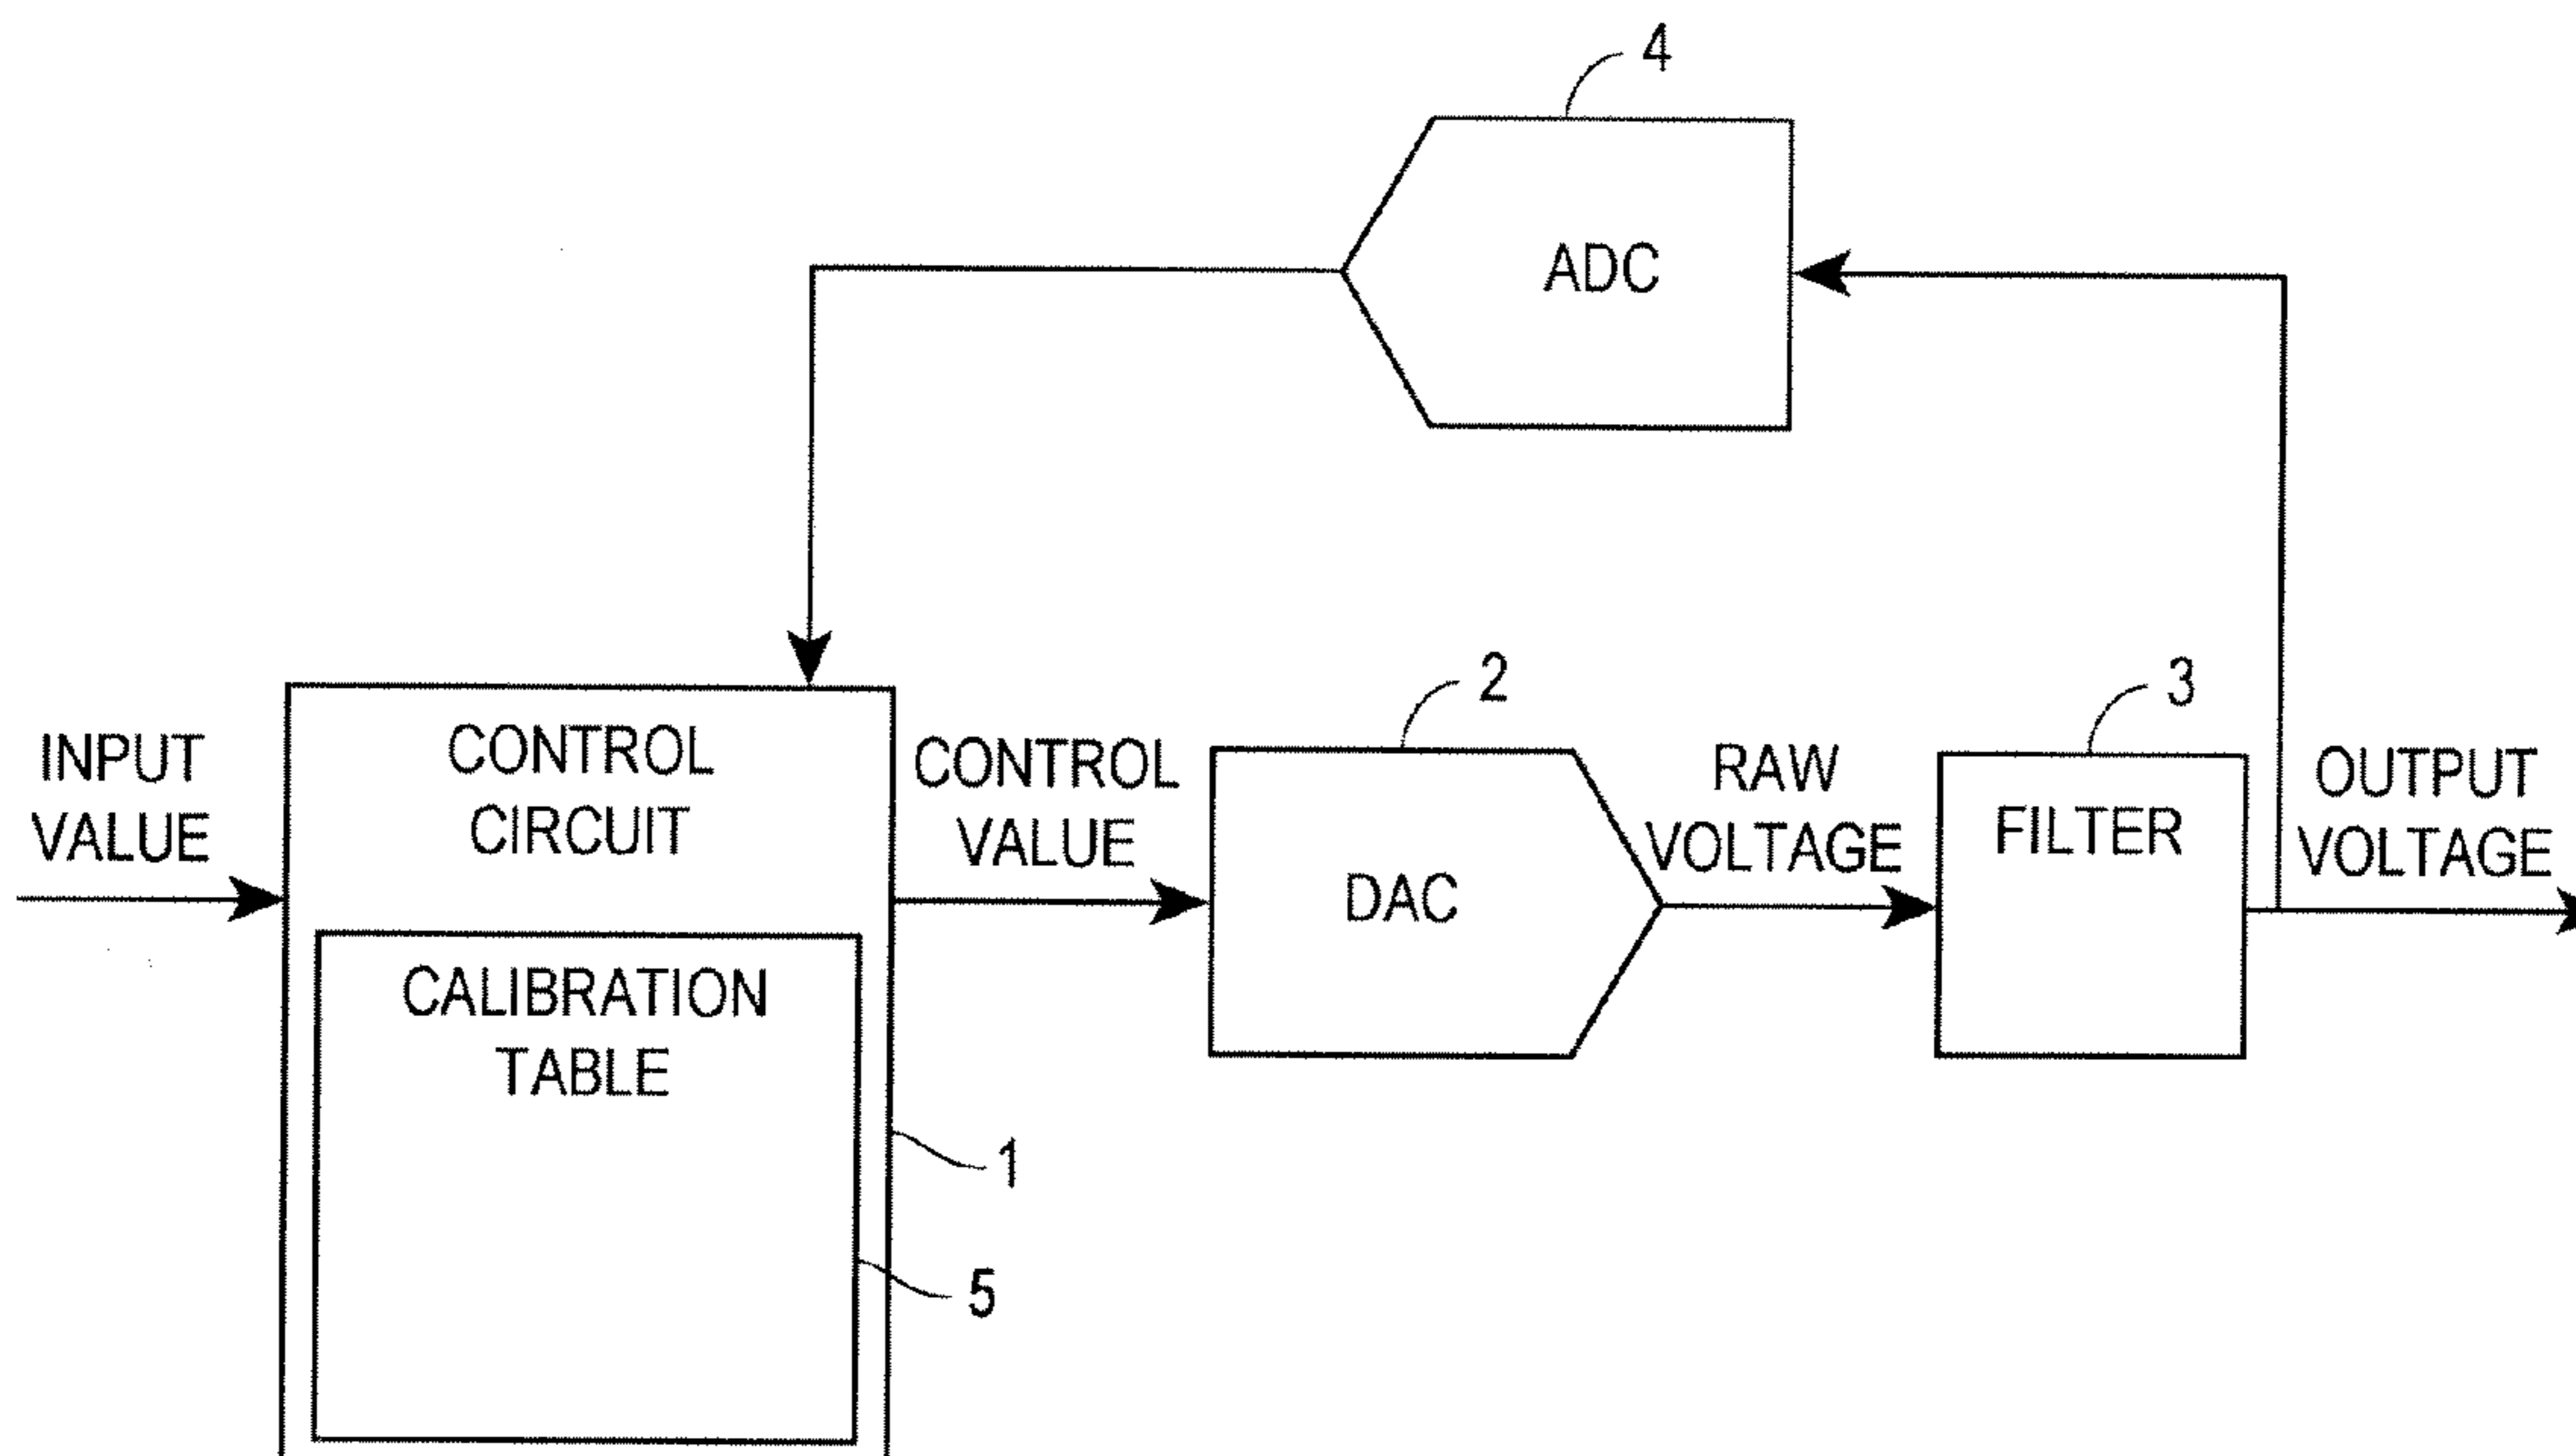 4
ADC
2
3
INPUT
VALUE
CONTROL
CIRCUIT
CONTROL
VALUE
DAC
RAW
VOLTAGE
FILTER
OUTPUT
VOLTAGE
CALIBRATION
TABLE
1
5